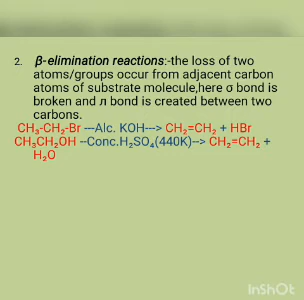 2. β-elimination reactions:-the loss of two
atoms/groups occur from adjacent carbon
atoms of substrate molecule,here σ bond is
broken and л bond is created between two
carbons.
CH₃-CH₂-Br ---Alc. KOH---> CH₂=CH₂ + HBr
CH₃CH₂OH --Conc.H₂SO₄(440K)--> CH₂=CH₂ +
H₂O
InShOt